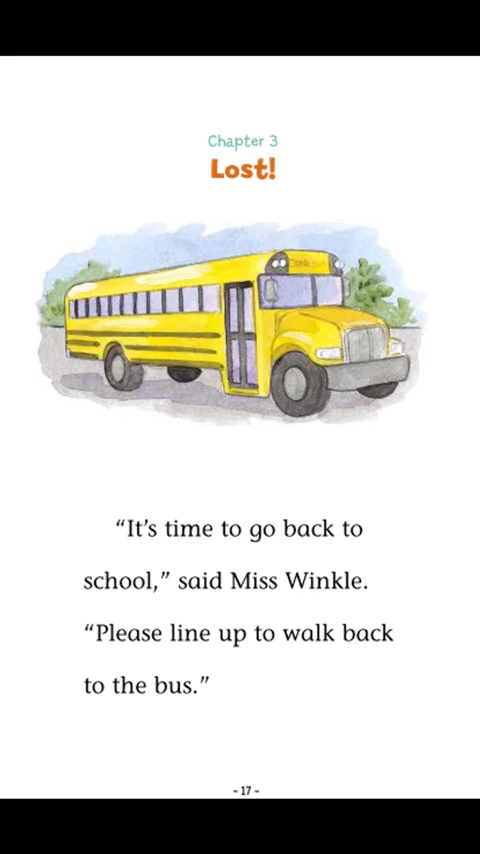 Chapter 3
Lost!
“It’s time to go back to
school,” said Miss Winkle.
“Please line up to walk back
to the bus.”
- 17 -